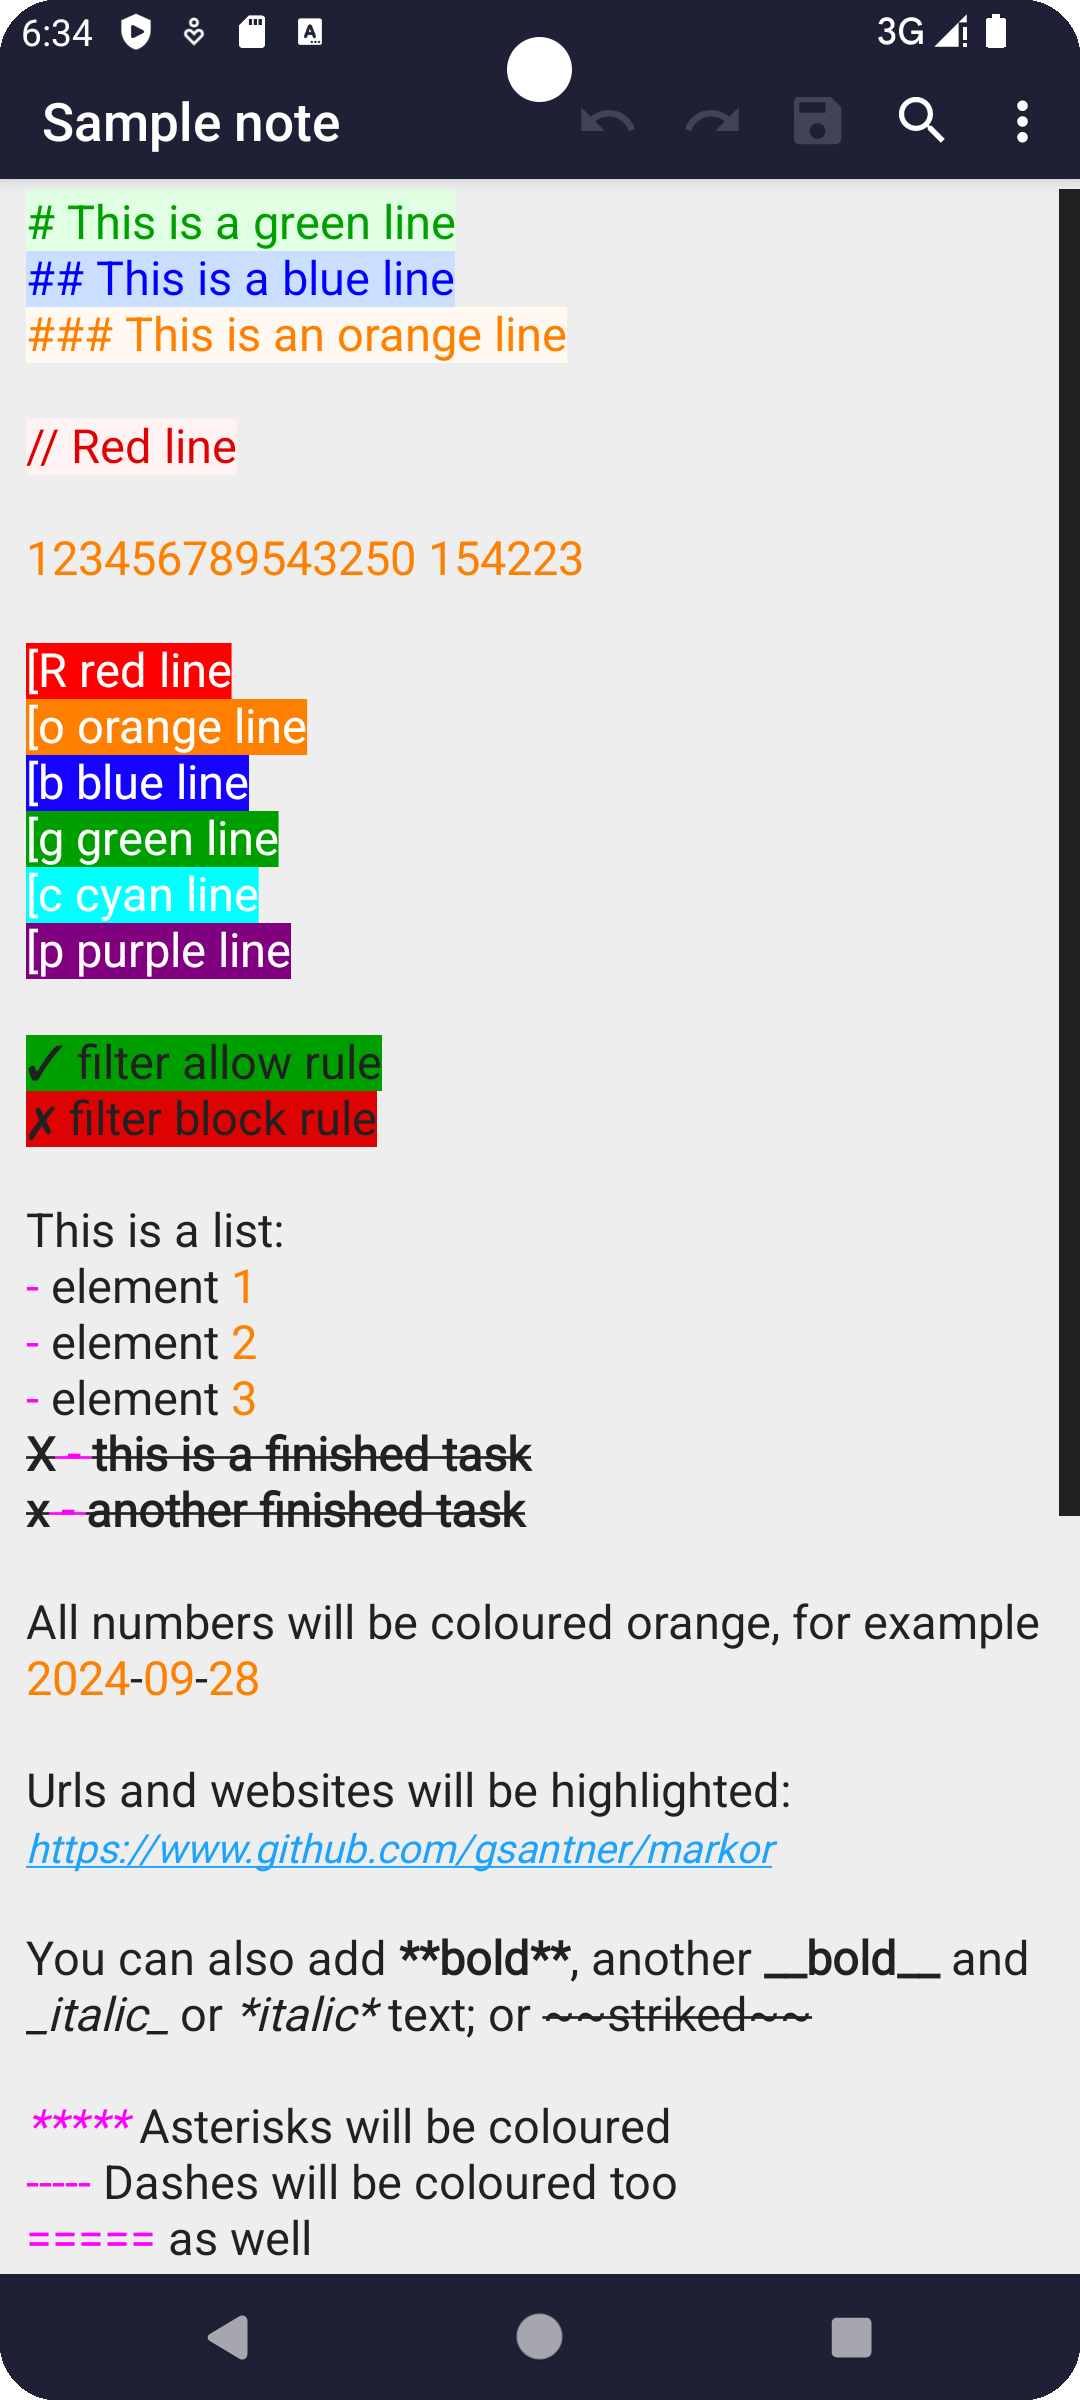 6:34
3G
Sample note
# This is a green line
## This is a blue line
### This is an orange line
// Red line
123456789543250 154223
[R red line
[o orange line
[b blue line
[g green line
[c cyan line
[p purple line
✓ filter allow rule
✗ filter block rule
This is a list:
- element 1
- element 2
- element 3
X - this is a finished task
x - another finished task
All numbers will be coloured orange, for example
2024-09-28
Urls and websites will be highlighted:
https://www.github.com/gsantner/markor
You can also add **bold**, another __bold__ and
_italic_ or *italic* text; or ~~striked~~
***** Asterisks will be coloured
----- Dashes will be coloured too
===== as well